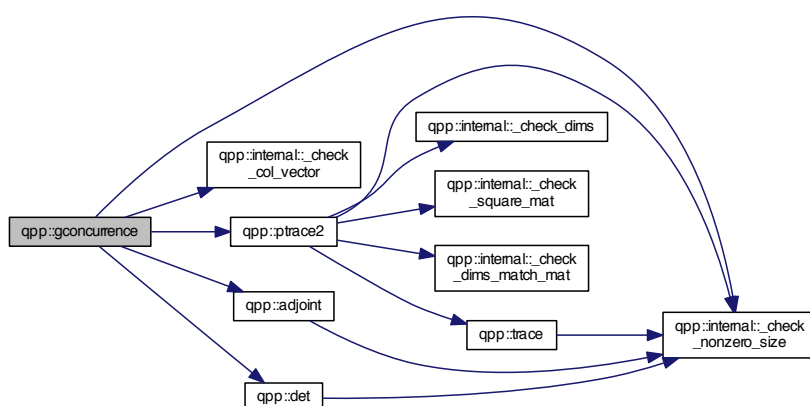 qpp::internal::_check_dims
qpp::internal::_check
_col_vector
qpp::internal::_check
_square_mat
qpp::gconcurrence
qpp::ptrace2
qpp::internal::_check
_dims_match_mat
qpp::adjoint
qpp::trace
qpp::internal::_check
_nonzero_size
qpp::det